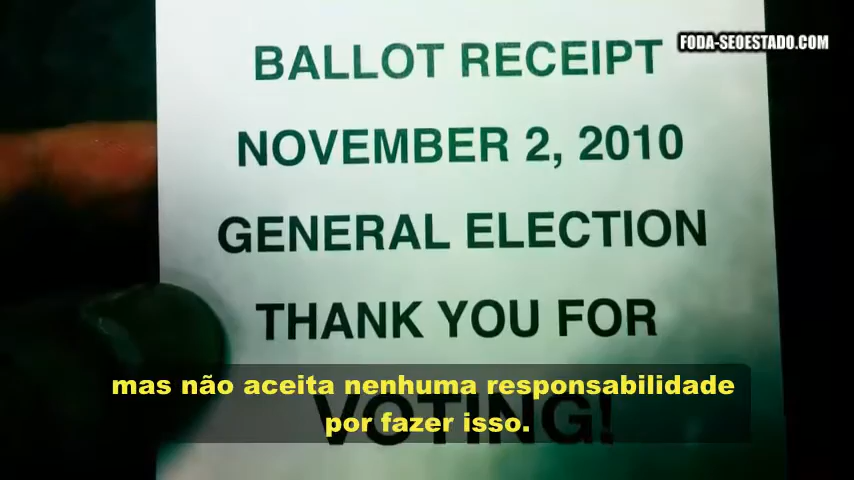 FODA-SEOESTADO.COM
BALLOT RECEIPT
NOVEMBER 2, 2010
GENERAL ELECTION
THANK YOU FOR
VOTING!
mas não aceita nenhuma responsabilidade
por fazer isso.